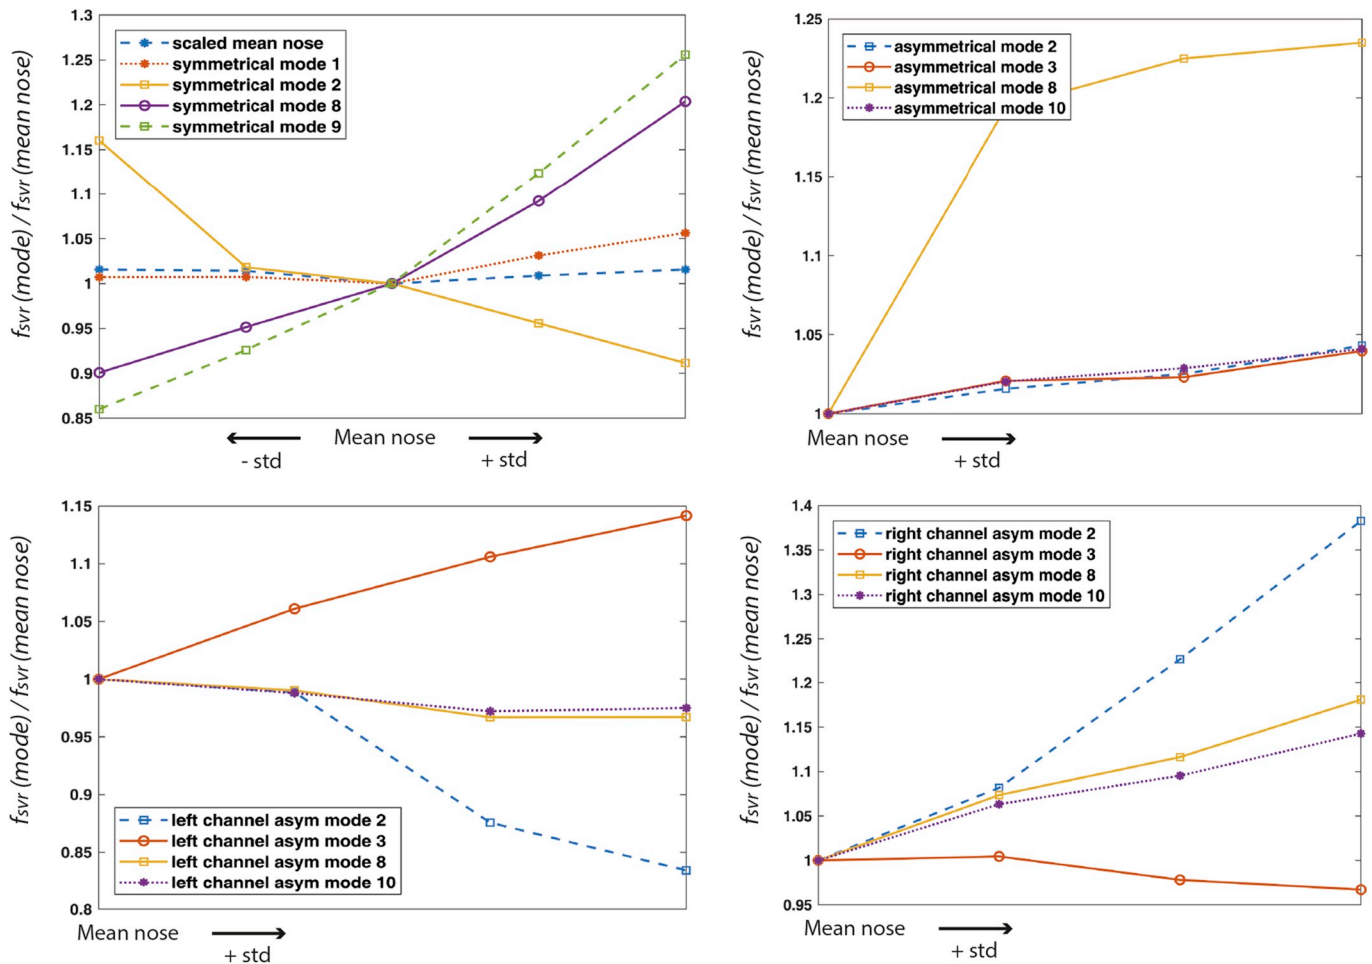 fsvr (mode) / fsvr (mean nose)
1.3
1.25
1.2
1.15
1.1
1.05
1
0.95
0.9
0.85
scaled mean nose
symmetrical mode 1
symmetrical mode 2
symmetrical mode 8
symmetrical mode 9
Mean nose
- std
+ std
fsvr (mode) / fsvr (mean nose)
1.25
1.2
1.15
1.1
1.05
1
asymmetrical mode 2
asymmetrical mode 3
asymmetrical mode 8
asymmetrical mode 10
Mean nose
+ std
fsvr (mode) / fsvr (mean nose)
1.15
1.1
1.05
1
0.95
0.9
0.85
0.8
left channel asym mode 2
left channel asym mode 3
left channel asym mode 8
left channel asym mode 10
Mean nose
+ std
fsvr (mode) / fsvr (mean nose)
1.4
1.35
1.3
1.25
1.2
1.15
1.1
1.05
1
0.95
right channel asym mode 2
right channel asym mode 3
right channel asym mode 8
right channel asym mode 10
Mean nose
+ std